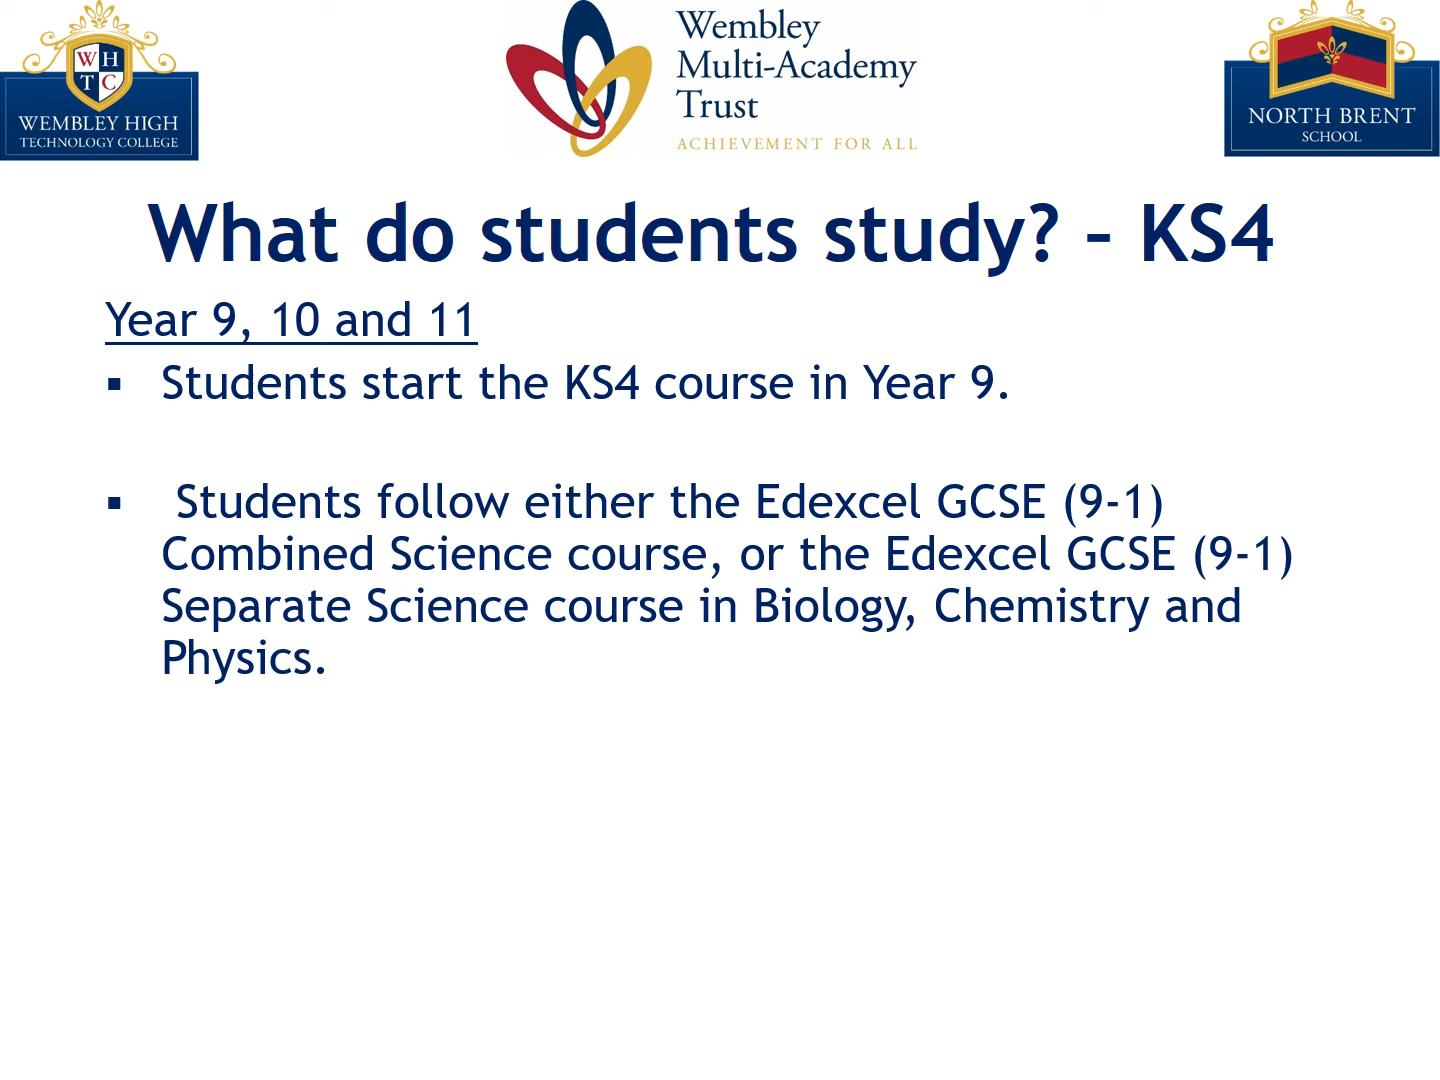 WHTC
WEMBLEY HIGH
TECHNOLOGY COLLEGE
Wembley
Multi-Academy
Trust
ACHIEVEMENT FOR ALL
NORTH BRENT
SCHOOL
What do students study? – KS4
Year 9, 10 and 11
▪ Students start the KS4 course in Year 9.
▪ Students follow either the Edexcel GCSE (9-1)
Combined Science course, or the Edexcel GCSE (9-1)
Separate Science course in Biology, Chemistry and
Physics.